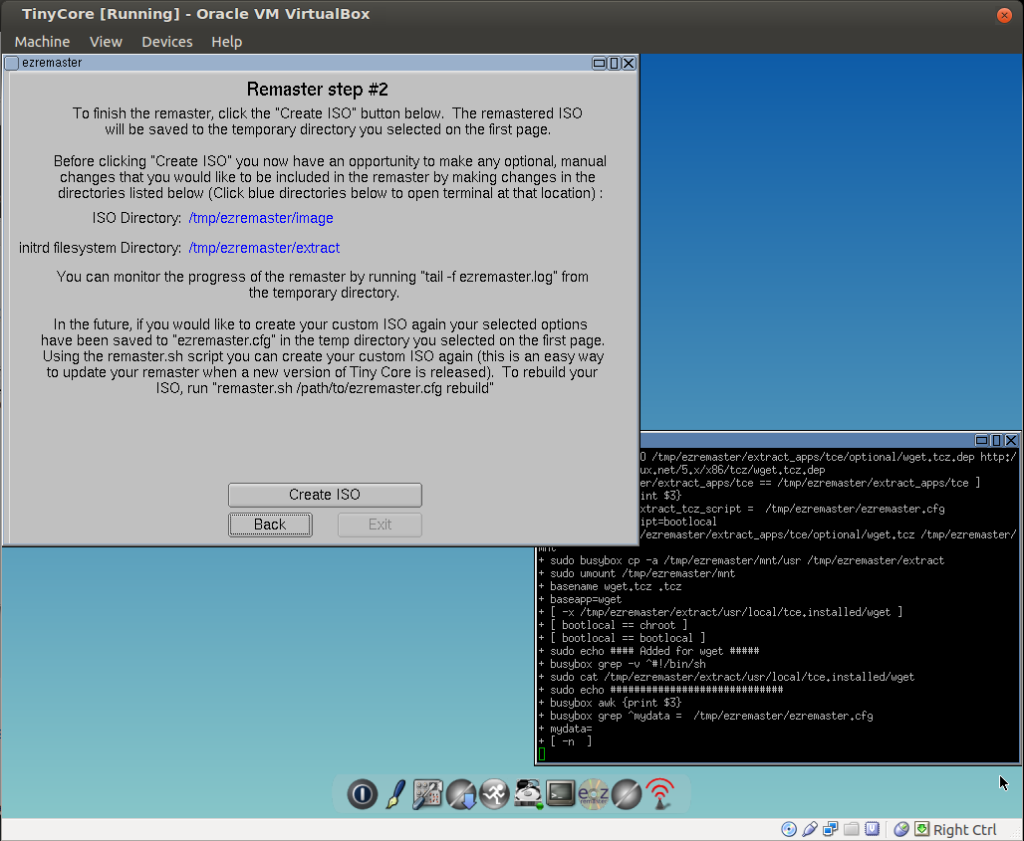 TinyCore [Running] - Oracle VM VirtualBox
Machine View Devices Help
ezremaster
Remaster step #2
To finish the remaster, click the "Create ISO" button below. The remastered ISO
will be saved to the temporary directory you selected on the first page.
Before clicking "Create ISO" you now have an opportunity to make any optional, manual
changes that you would like to be included in the remaster by making changes in the
directories listed below (Click blue directories below to open terminal at that location) :
ISO Directory: /tmp/ezremaster/image
initrd filesystem Directory: /tmp/ezremaster/extract
You can monitor the progress of the remaster by running "tail -f ezremaster.log" from
the temporary directory.
In the future, if you would like to create your custom ISO again your selected options
have been saved to "ezremaster.cfg" in the temp directory you selected on the first page.
Using the remaster.sh script you can create your custom ISO again (this is an easy way
to update your remaster when a new version of Tiny Core is released). To rebuild your
ISO, run "remaster.sh /path/to/ezremaster.cfg rebuild"
Create ISO
Back Exit
O /tmp/ezremaster/extract_apps/tce/optional/wget.tcz.dep http:/
ux.net/5.x/x86/tcz/wget.tcz.dep
er/extract_apps/tce == /tmp/ezremaster/extract_apps/tce ]
int $3}
xtract_tcz_script = /tmp/ezremaster/ezremaster.cfg
ipt=bootlocal
/ezremaster/extract_apps/tce/optional/wget.tcz /tmp/ezremaster/
mnt
+ sudo busybox cp -a /tmp/ezremaster/mnt/usr /tmp/ezremaster/extract
+ sudo umount /tmp/ezremaster/mnt
+ basename wget.tcz .tcz
+ baseapp=wget
+ [ -x /tmp/ezremaster/extract/usr/local/tce.installed/wget ]
+ [ bootlocal == chroot ]
+ [ bootlocal == bootlocal ]
+ sudo echo #### Added for wget #####
+ busybox grep -v ^#!/bin/sh
+ sudo cat /tmp/ezremaster/extract/usr/local/tce.installed/wget
+ sudo echo #############################
+ busybox awk {print $3}
+ busybox grep ^mydata = /tmp/ezremaster/ezremaster.cfg
+ mydata=
+ [ -n ]
ezremaster
Right Ctrl